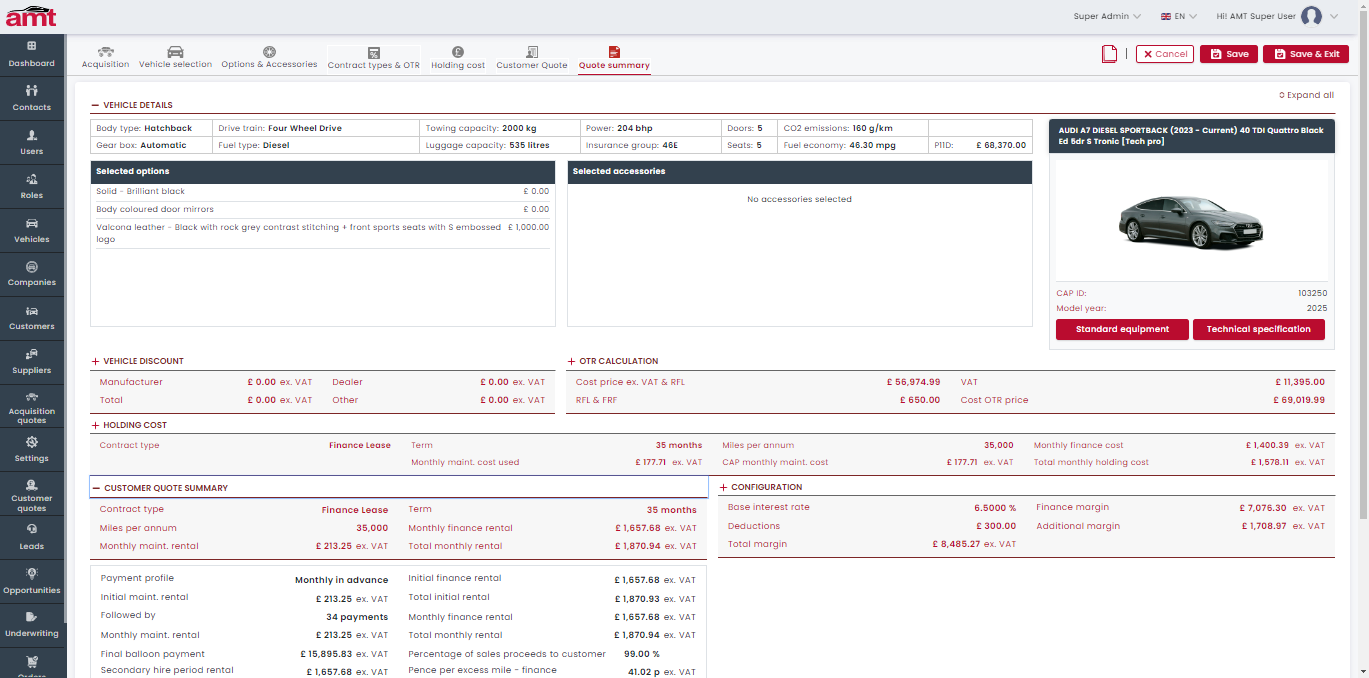 amt
Super Admin
EN
Hi! AMT Super User
Dashboard
Contacts
Users
Roles
Vehicles
Companies
Customers
Suppliers
Acquisition
quotes
Settings
Customer
quotes
Leads
Opportunities
Underwriting
Orders
Acquisition
Vehicle selection
Options & Accessories
Contract types & OTR
Holding cost
Customer Quote
Quote summary
Cancel
Save
Save & Exit
Expand all
VEHICLE DETAILS
Body type: Hatchback
Drive train: Four Wheel Drive
Towing capacity: 2000 kg
Power: 204 bhp
Doors: 5
CO2 emissions: 160 g/km
Gear box: Automatic
Fuel type: Diesel
Luggage capacity: 535 litres
Insurance group: 46E
Seats: 5
Fuel economy: 46.30 mpg
P11D: £ 68,370.00
Selected options
Solid - Brilliant black £ 0.00
Body coloured door mirrors £ 0.00
Valcona leather - Black with rock grey contrast stitching + front sports seats with S embossed £ 1,000.00
logo
Selected accessories
No accessories selected
AUDI A7 DIESEL SPORTBACK (2023 - Current) 40 TDI Quattro Black
Ed 5dr S Tronic [Tech pro]
CAP ID: 103250
Model year: 2025
Standard equipment
Technical specification
VEHICLE DISCOUNT
Manufacturer £ 0.00 ex. VAT Dealer £ 0.00 ex. VAT
Total £ 0.00 ex. VAT Other £ 0.00 ex. VAT
OTR CALCULATION
Cost price ex. VAT & RFL £ 56,974.99 VAT £ 11,395.00
RFL & FRF £ 650.00 Cost OTR price £ 69,019.99
HOLDING COST
Contract type Finance Lease Term 35 months Miles per annum 35,000 Monthly finance cost £ 1,400.39 ex. VAT
Monthly maint. cost used £ 177.71 ex. VAT CAP monthly maint. cost £ 177.71 ex. VAT Total monthly holding cost £ 1,578.11 ex. VAT
CUSTOMER QUOTE SUMMARY
Contract type Finance Lease Term 35 months
Miles per annum 35,000 Monthly finance rental £ 1,657.68 ex. VAT
Monthly maint. rental £ 213.25 ex. VAT Total monthly rental £ 1,870.94 ex. VAT
CONFIGURATION
Base interest rate 6.5000 % Finance margin £ 7,076.30 ex. VAT
Deductions £ 300.00 Additional margin £ 1,708.97 ex. VAT
Total margin £ 8,485.27 ex. VAT
Payment profile Monthly in advance Initial finance rental £ 1,657.68 ex. VAT
Initial maint. rental £ 213.25 ex. VAT Total initial rental £ 1,870.93 ex. VAT
Followed by 34 payments Monthly finance rental £ 1,657.68 ex. VAT
Monthly maint. rental £ 213.25 ex. VAT Total monthly rental £ 1,870.94 ex. VAT
Final balloon payment £ 15,895.83 ex. VAT Percentage of sales proceeds to customer 99.00 %
Secondary hire period rental £ 1,657.68 ex. VAT Pence per excess mile - finance 41.02 p ex. VAT